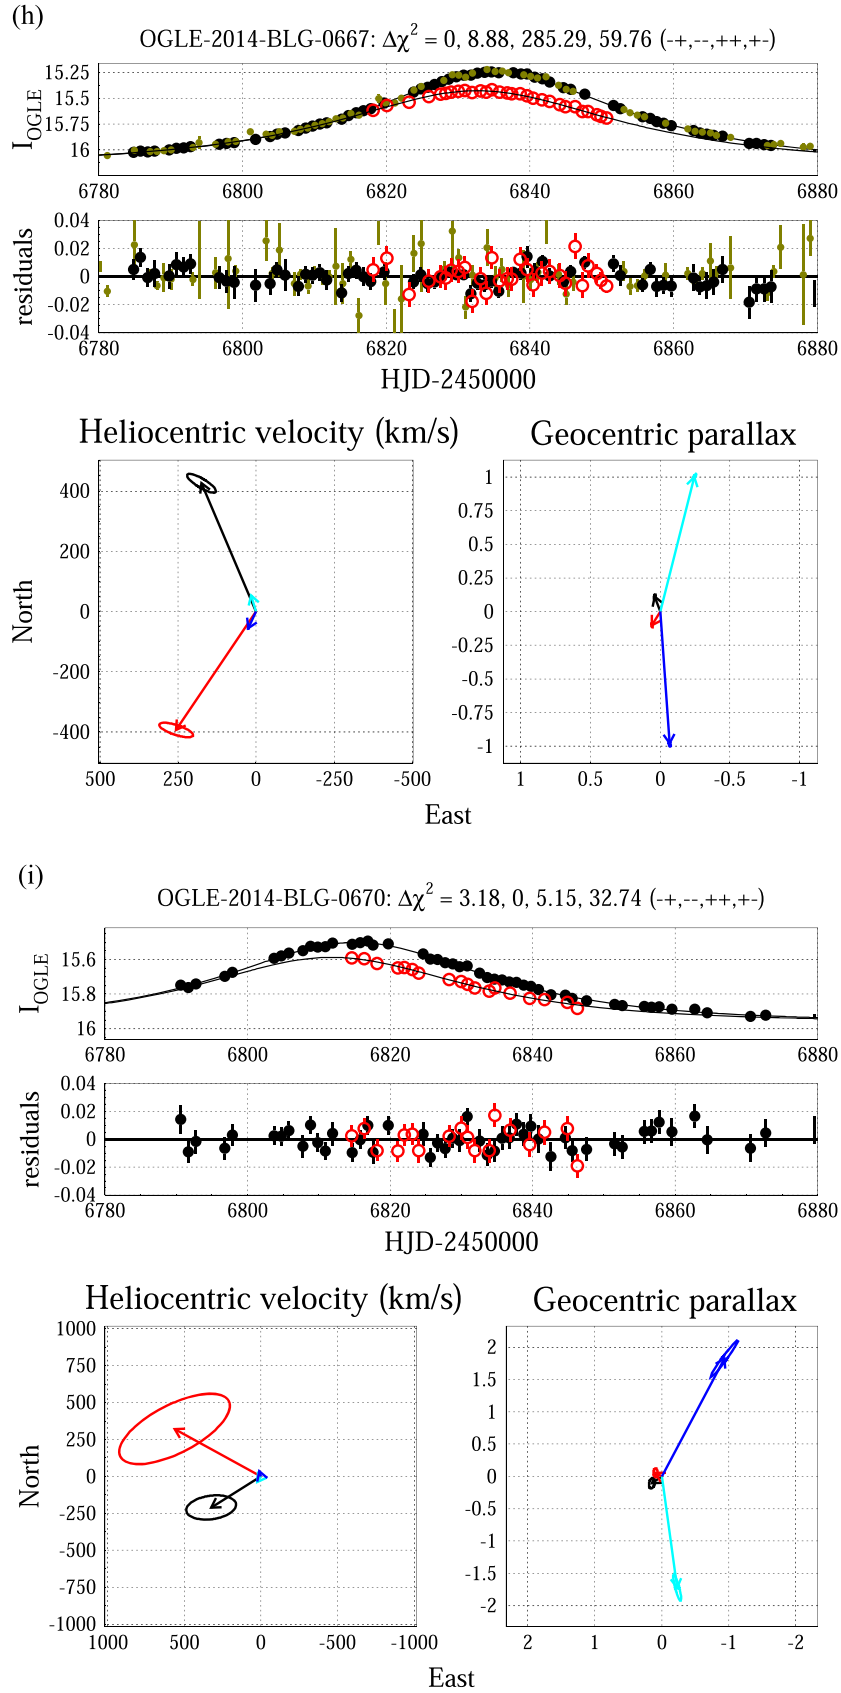 (h)
OGLE-2014-BLG-0667: Δχ² = 0, 8.88, 285.29, 59.76 (-+,--,++,+-)
I_OGLE
15.25
15.5
15.75
16
6780 6800 6820 6840 6860 6880
residuals
0.04
0.02
0
-0.02
-0.04
6780 6800 6820 6840 6860 6880
HJD-2450000
Heliocentric velocity (km/s)
North
400
200
0
-200
-400
500 250 0 -250 -500
Geocentric parallax
1
0.75
0.5
0.25
0
-0.25
-0.5
-0.75
-1
1 0.5 0 -0.5 -1
East
(i)
OGLE-2014-BLG-0670: Δχ² = 3.18, 0, 5.15, 32.74 (-+,--,++,+-)
I_OGLE
15.6
15.8
16
6780 6800 6820 6840 6860 6880
residuals
0.04
0.02
0
-0.02
-0.04
6780 6800 6820 6840 6860 6880
HJD-2450000
Heliocentric velocity (km/s)
North
1000
750
500
250
0
-250
-500
-750
-1000
1000 500 0 -500 -1000
Geocentric parallax
2
1.5
1
0.5
0
-0.5
-1
-1.5
-2
2 1 0 -1 -2
East